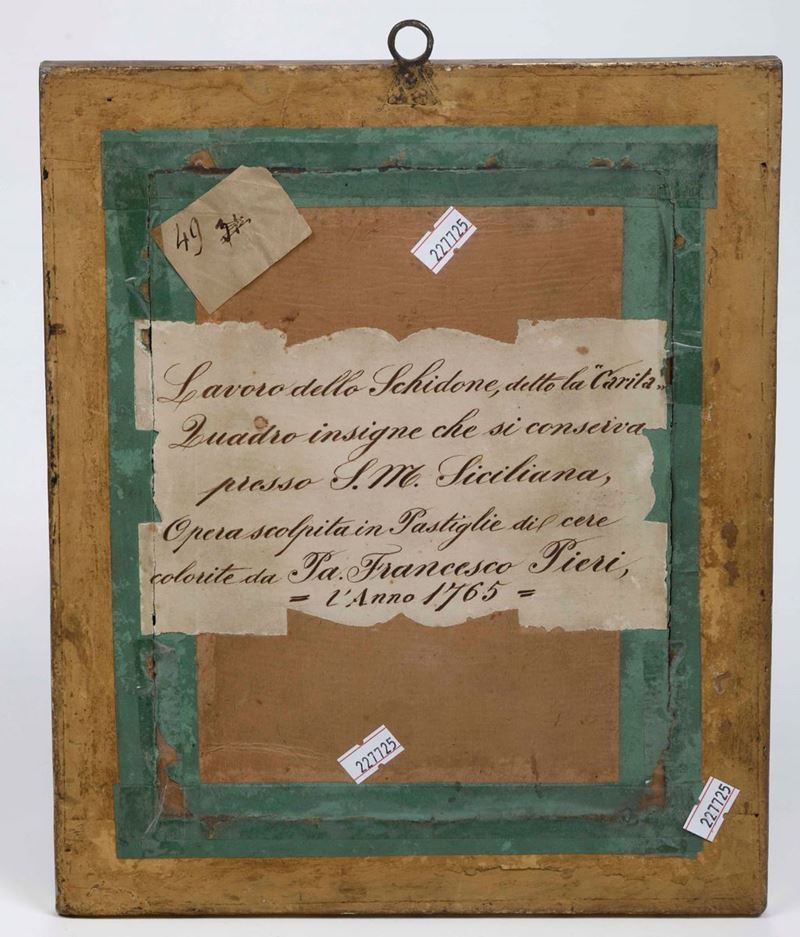 49
227725
Lavoro dello Schidone, detto la "Carita"
Quadro insigne che si conserva
presso S. M. Siciliana,
Opera scolpita in Pastiglie di cere
colorite da Pa. Francesco Pieri,
= l'Anno 1765 =
227725
227725